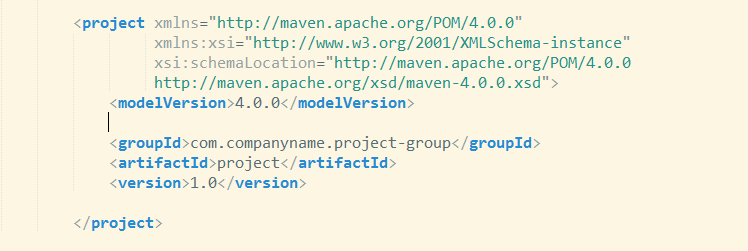 <project xmlns="http://maven.apache.org/POM/4.0.0"
xmlns:xsi="http://www.w3.org/2001/XMLSchema-instance"
xsi:schemaLocation="http://maven.apache.org/POM/4.0.0
http://maven.apache.org/xsd/maven-4.0.0.xsd">
<modelVersion>4.0.0</modelVersion>
<groupId>com.companyname.project-group</groupId>
<artifactId>project</artifactId>
<version>1.0</version>
</project>